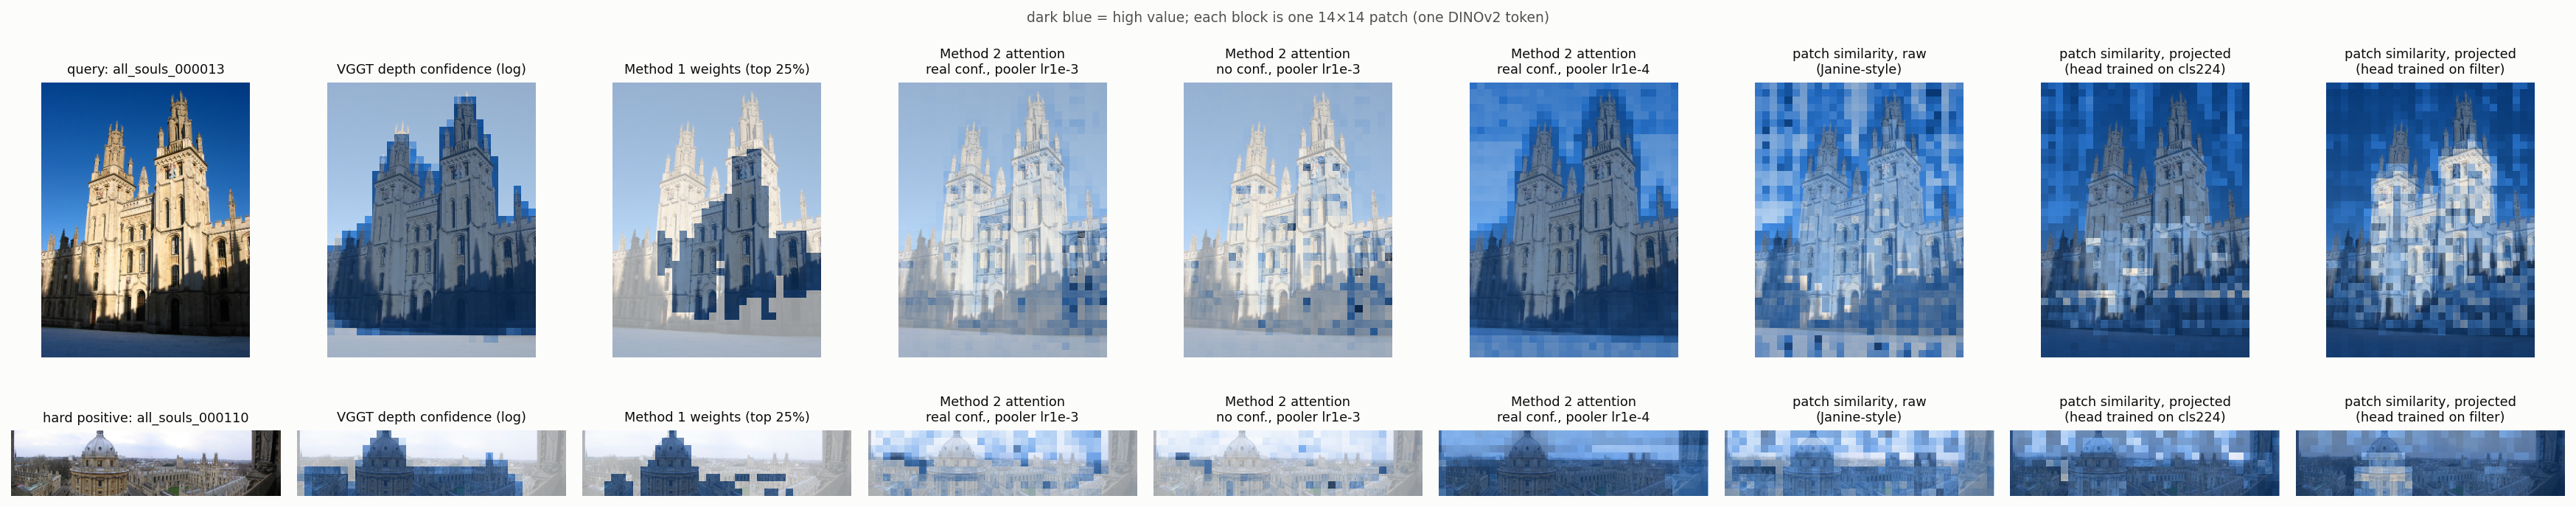 dark blue = high value; each block is one 14×14 patch (one DINOv2 token)
query: all_souls_000013
VGGT depth confidence (log)
Method 1 weights (top 25%)
Method 2 attention
real conf., pooler lr1e-3
Method 2 attention
no conf., pooler lr1e-3
Method 2 attention
real conf., pooler lr1e-4
patch similarity, raw
(Janine-style)
patch similarity, projected
(head trained on cls224)
patch similarity, projected
(head trained on filter)
hard positive: all_souls_000110
VGGT depth confidence (log)
Method 1 weights (top 25%)
Method 2 attention
real conf., pooler lr1e-3
Method 2 attention
no conf., pooler lr1e-3
Method 2 attention
real conf., pooler lr1e-4
patch similarity, raw
(Janine-style)
patch similarity, projected
(head trained on cls224)
patch similarity, projected
(head trained on filter)